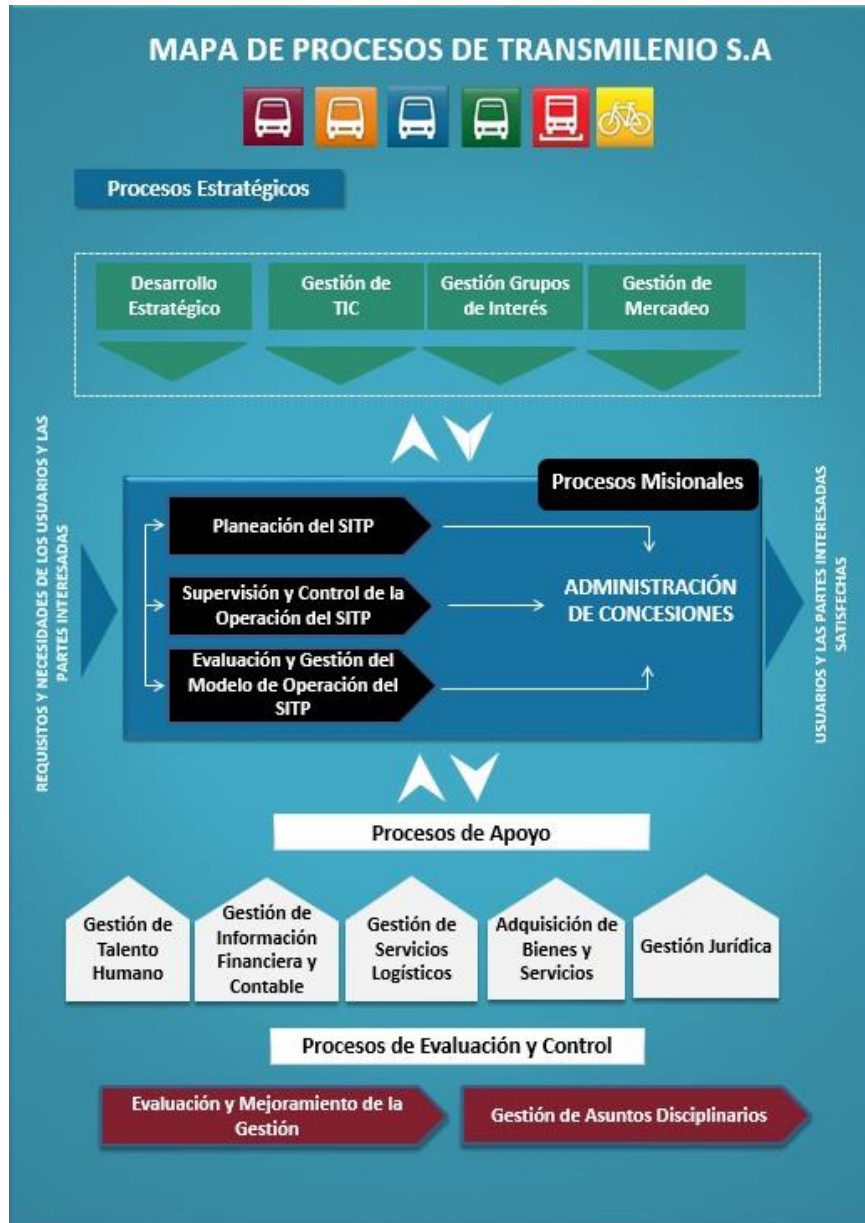 MAPA DE PROCESOS DE TRANSMILENIO S.A
Procesos Estratégicos
Desarrollo
Estratégico
Gestión de
TIC
Gestión Grupos
de Interés
Gestión de
Mercadeo
REQUISITOS Y NECESIDADES DE LOS USUARIOS Y LAS
PARTES INTERESADAS
Procesos Misionales
Planeación del SITP
Supervisión y Control de la
Operación del SITP
Evaluación y Gestión del
Modelo de Operación del
SITP
ADMINISTRACIÓN
DE CONCESIONES
USUARIOS Y LAS PARTES INTERESADAS
SATISFECHAS
Procesos de Apoyo
Gestión de
Talento
Humano
Gestión de
Información
Financiera y
Contable
Gestión de
Servicios
Logísticos
Adquisición de
Bienes y
Servicios
Gestión Jurídica
Procesos de Evaluación y Control
Evaluación y Mejoramiento de la
Gestión
Gestión de Asuntos Disciplinarios